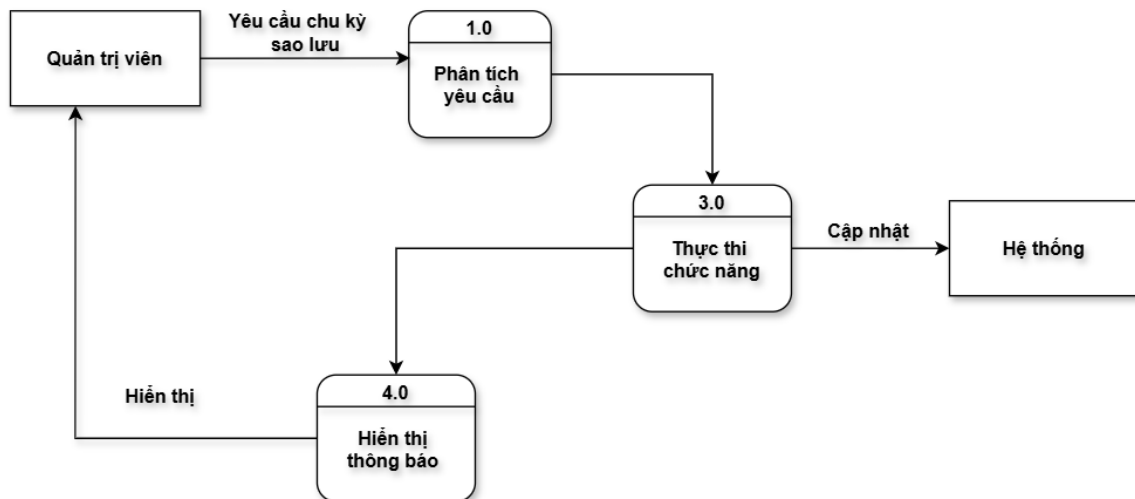 Quản trị viên
Yêu cầu chu kỳ
sao lưu
1.0
Phân tích
yêu cầu
3.0
Thực thi
chức năng
Cập nhật
Hệ thống
Hiển thị
4.0
Hiển thị
thông báo